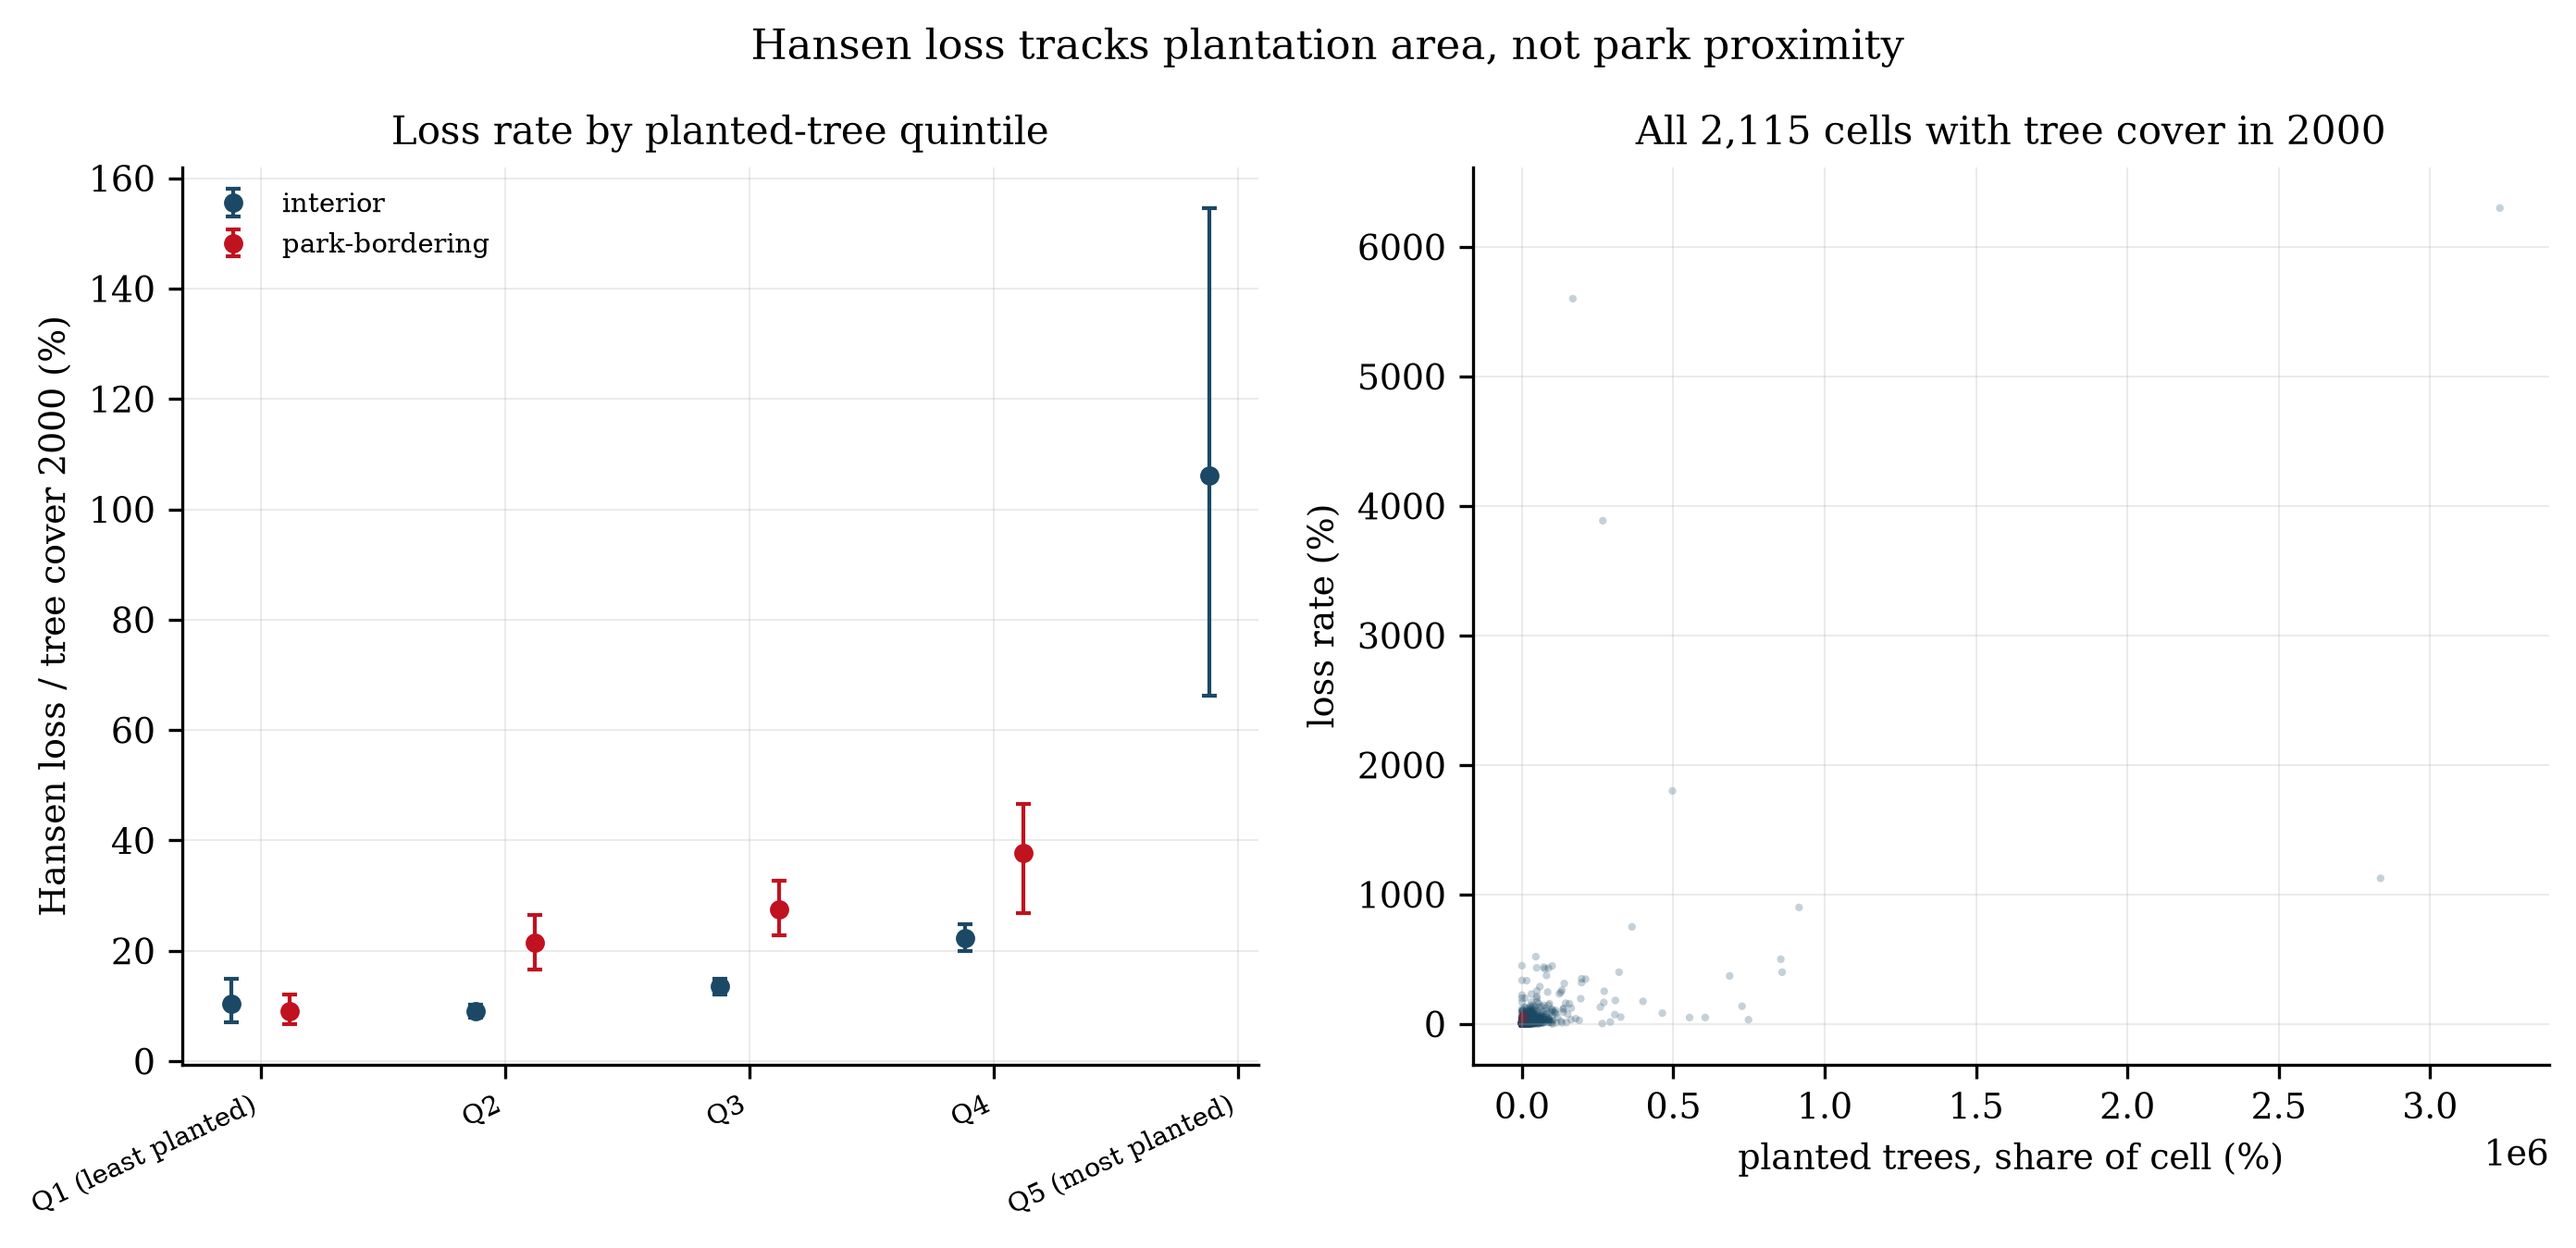 Hansen loss tracks plantation area, not park proximity
Loss rate by planted-tree quintile
Hansen loss / tree cover 2000 (%)
160
140
120
100
80
60
40
20
0
interior
park-bordering
Q1 (least planted)
Q2
Q3
Q4
Q5 (most planted)
All 2,115 cells with tree cover in 2000
loss rate (%)
6000
5000
4000
3000
2000
1000
0
0.0
0.5
1.0
1.5
2.0
2.5
3.0
1e6
planted trees, share of cell (%)